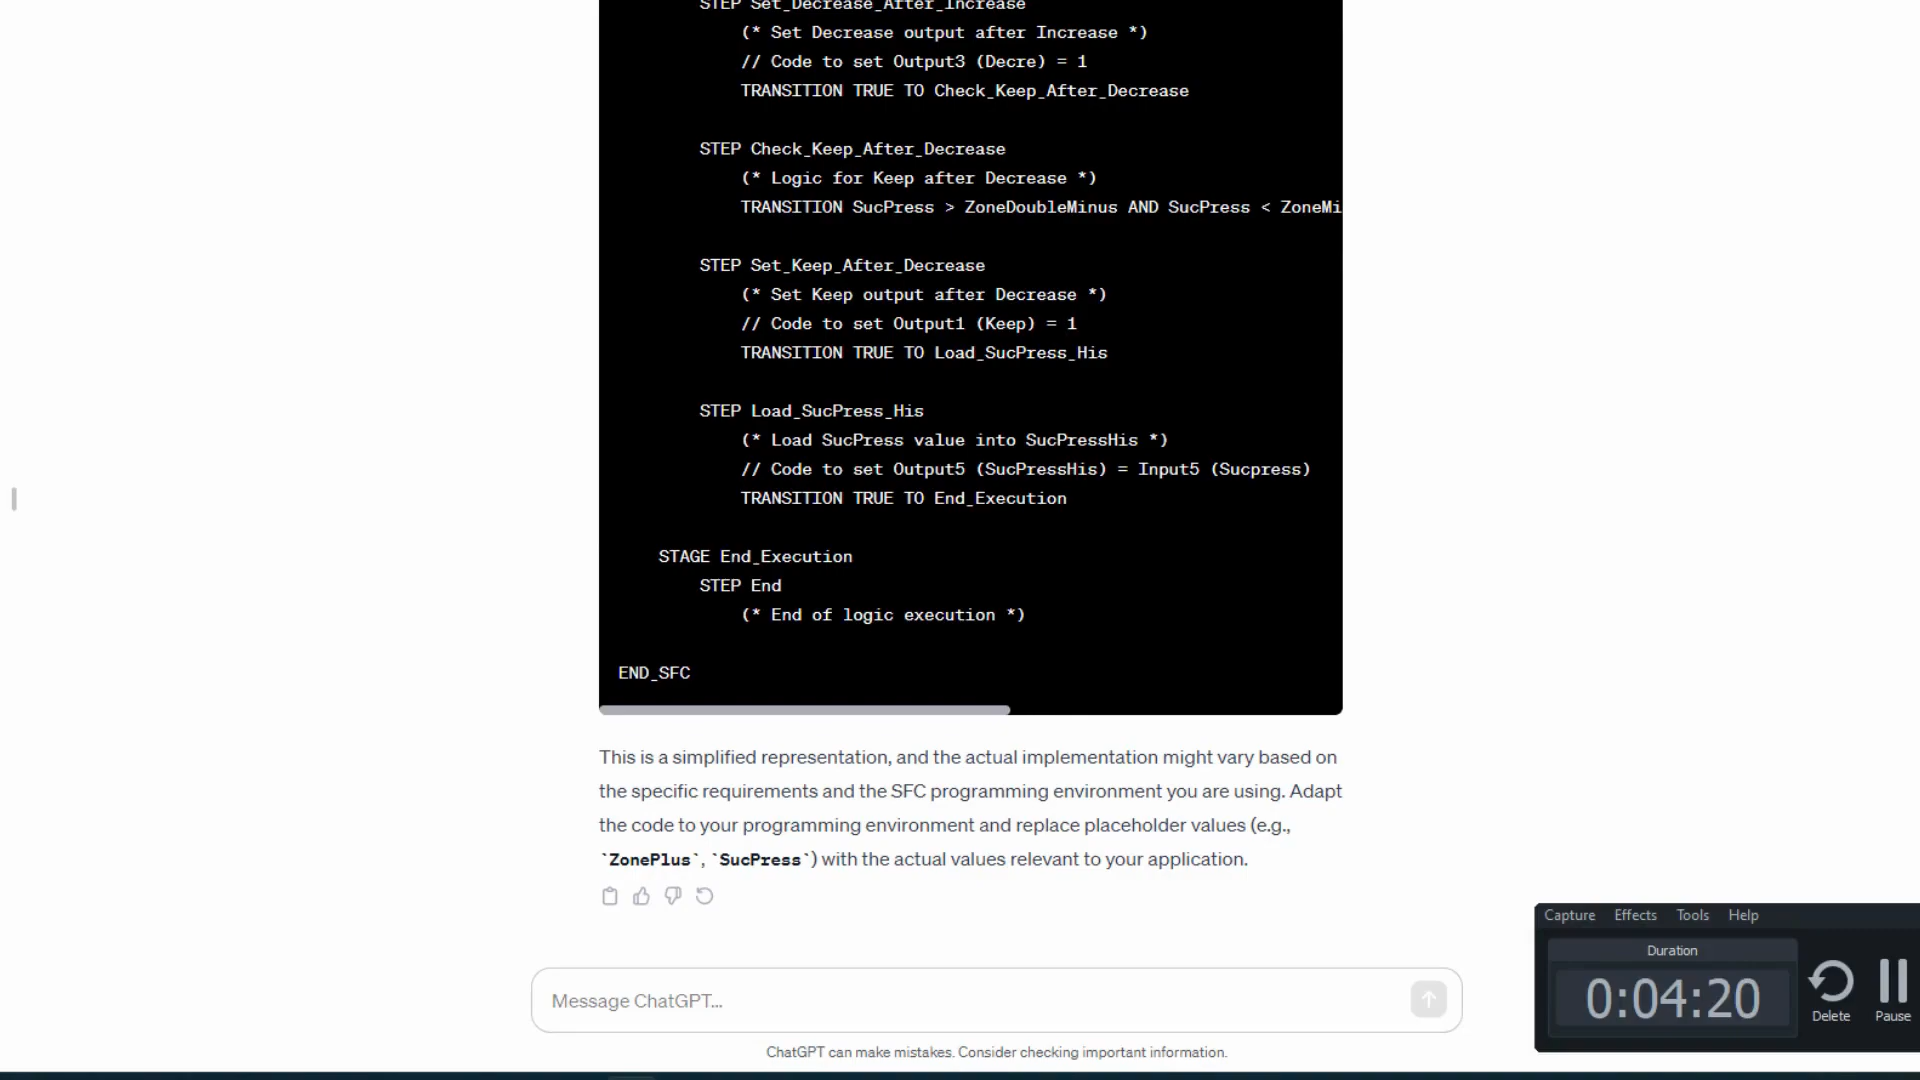 STEP Set_Decrease_After_Increase
(* Set Decrease output after Increase *)
// Code to set Output3 (Decre) = 1
TRANSITION TRUE TO Check_Keep_After_Decrease
STEP Check_Keep_After_Decrease
(* Logic for Keep after Decrease *)
TRANSITION SucPress > ZoneDoubleMinus AND SucPress < ZoneMi
STEP Set_Keep_After_Decrease
(* Set Keep output after Decrease *)
// Code to set Output1 (Keep) = 1
TRANSITION TRUE TO Load_SucPress_His
STEP Load_SucPress_His
(* Load SucPress value into SucPressHis *)
// Code to set Output5 (SucPressHis) = Input5 (Sucpress)
TRANSITION TRUE TO End_Execution
STAGE End_Execution
STEP End
(* End of logic execution *)
END_SFC
This is a simplified representation, and the actual implementation might vary based on
the specific requirements and the SFC programming environment you are using. Adapt
the code to your programming environment and replace placeholder values (e.g.,
`ZonePlus`, `SucPress`) with the actual values relevant to your application.
Message ChatGPT...
ChatGPT can make mistakes. Consider checking important information.
Capture Effects Tools Help
Duration
0:04:20
Delete Pause